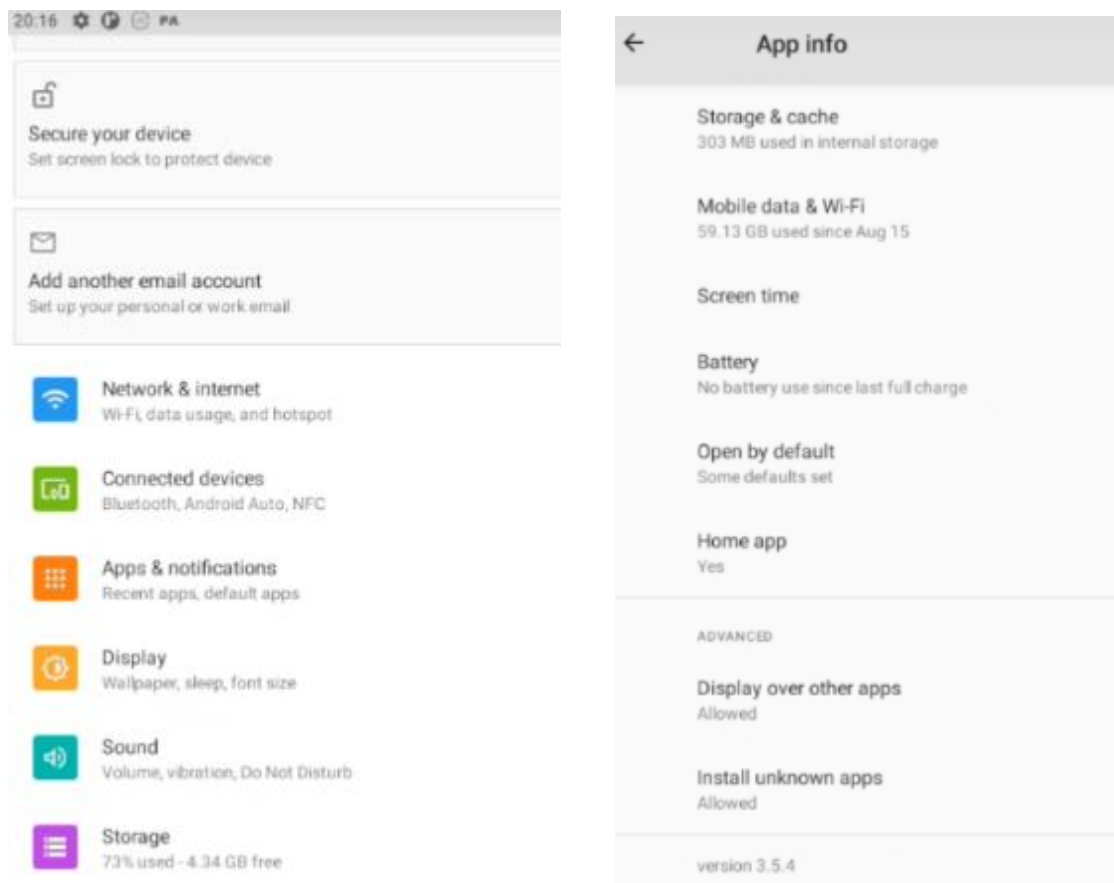 20:16 PA
Secure your device
Set screen lock to protect device
Add another email account
Set up your personal or work email
Network & internet
Wi-Fi, data usage, and hotspot
Connected devices
Bluetooth, Android Auto, NFC
Apps & notifications
Recent apps, default apps
Display
Wallpaper, sleep, font size
Sound
Volume, vibration, Do Not Disturb
Storage
73% used - 4.34 GB free
App info
Storage & cache
303 MB used in internal storage
Mobile data & Wi-Fi
59.13 GB used since Aug 15
Screen time
Battery
No battery use since last full charge
Open by default
Some defaults set
Home app
Yes
ADVANCED
Display over other apps
Allowed
Install unknown apps
Allowed
version 3.5.4